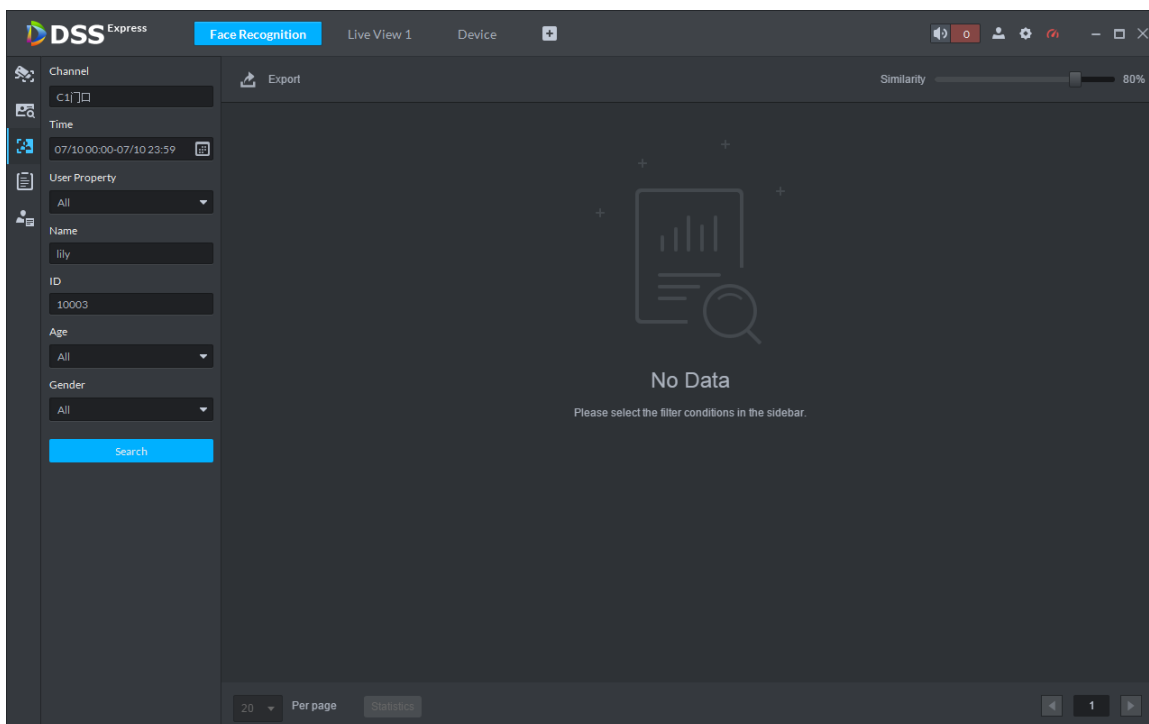 DSS Express
Face Recognition
Live View 1
Device
0
Channel
C1门口
Time
07/10 00:00-07/10 23:59
User Property
All
Name
lily
ID
10003
Age
All
Gender
All
Search
Export
Similarity
80%
No Data
Please select the filter conditions in the sidebar.
20
Per page
Statistics
1